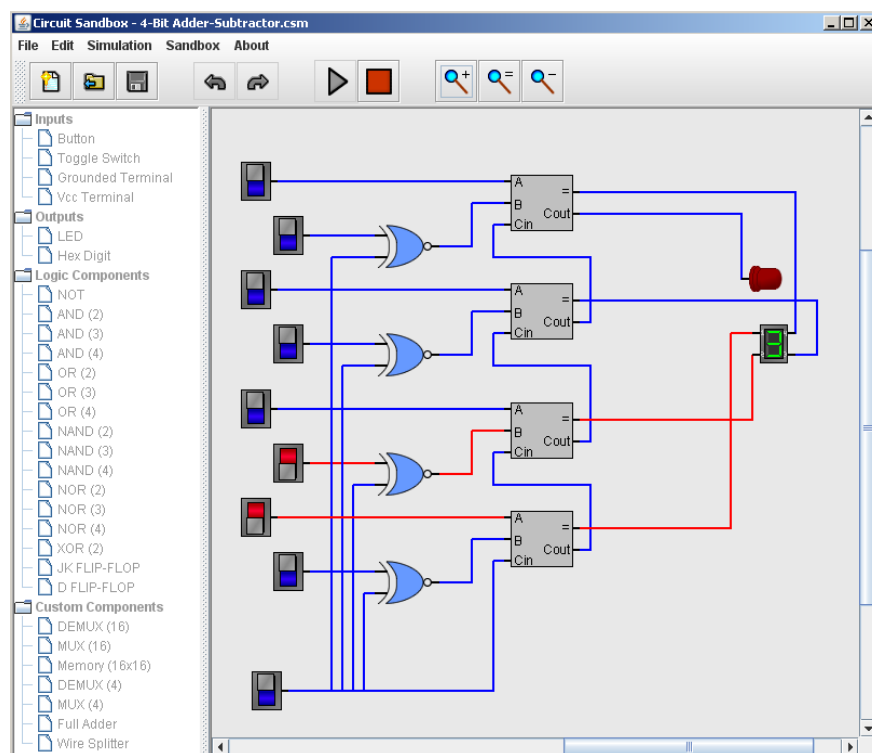 Circuit Sandbox - 4-Bit Adder-Subtractor.csm
File Edit Simulation Sandbox About
Inputs
Button
Toggle Switch
Grounded Terminal
Vcc Terminal
Outputs
LED
Hex Digit
Logic Components
NOT
AND (2)
AND (3)
AND (4)
OR (2)
OR (3)
OR (4)
NAND (2)
NAND (3)
NAND (4)
NOR (2)
NOR (3)
NOR (4)
XOR (2)
JK FLIP-FLOP
D FLIP-FLOP
Custom Components
DEMUX (16)
MUX (16)
Memory (16x16)
DEMUX (4)
MUX (4)
Full Adder
Wire Splitter
A
=
B
Cout
Cin
A
=
B
Cout
Cin
3
A
=
B
Cout
Cin
A
=
B
Cout
Cin